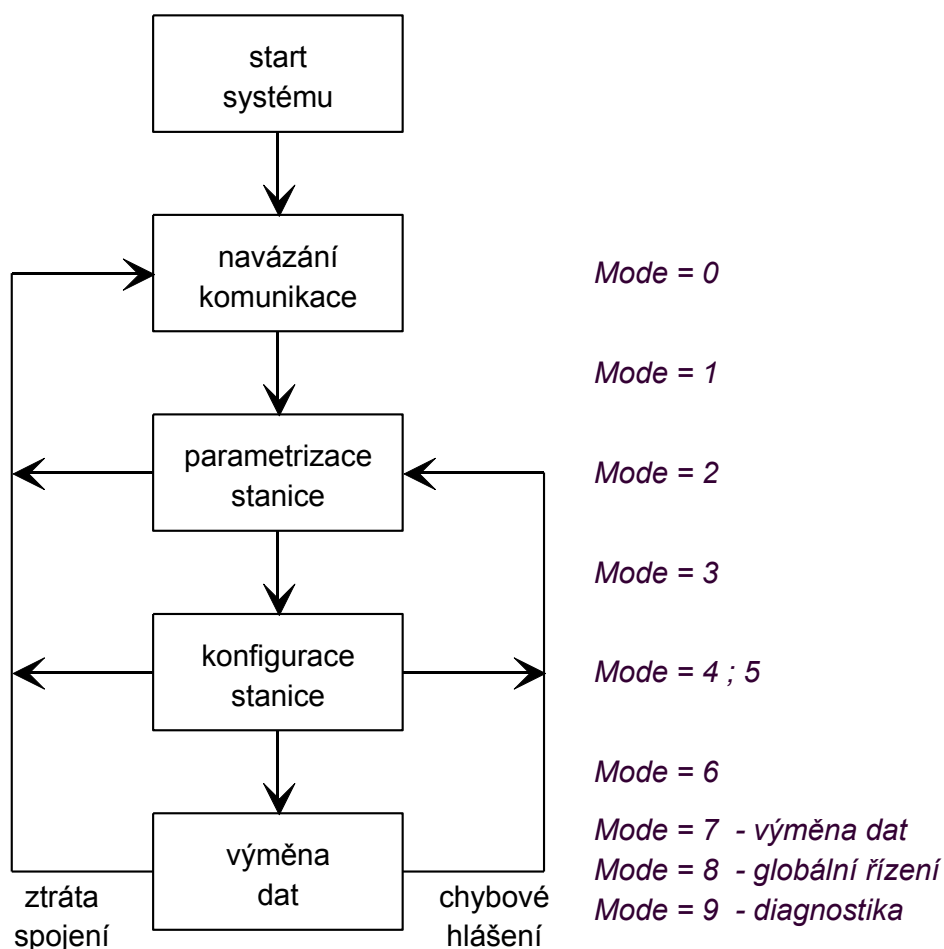 start
systému
navázání
komunikace
Mode = 0
Mode = 1
parametrizace
stanice
Mode = 2
Mode = 3
konfigurace
stanice
Mode = 4 ; 5
Mode = 6
výměna
dat
Mode = 7 - výměna dat
Mode = 8 - globální řízení
Mode = 9 - diagnostika
ztráta
spojení
chybové
hlášení